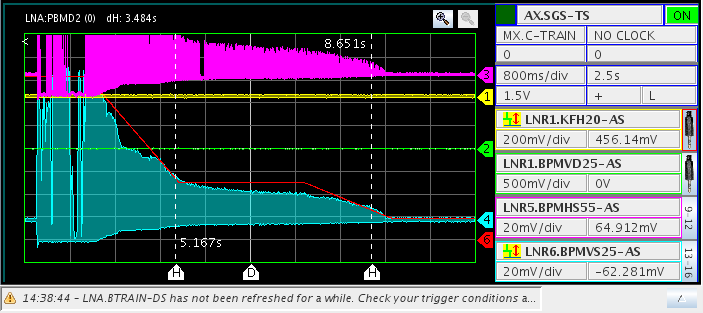 LNA:PBMD2 (0) dH: 3.484s
8.651s
5.167s
<
3
1
2
4
H
D
H
AX.SGS-TS ON
MX.C-TRAIN NO CLOCK
0 0
800ms/div 2.5s
1.5V + L
LNR1.KFH20-AS
200mV/div 456.14mV
LNR1.BPMVD25-AS
500mV/div 0V
LNR5.BPMHS55-AS
20mV/div 64.912mV
9-12
LNR6.BPMVS25-AS
20mV/div -62.281mV
13-16
14:38:44 - LNA.BTRAIN-DS has not been refreshed for a while. Check your trigger conditions a...